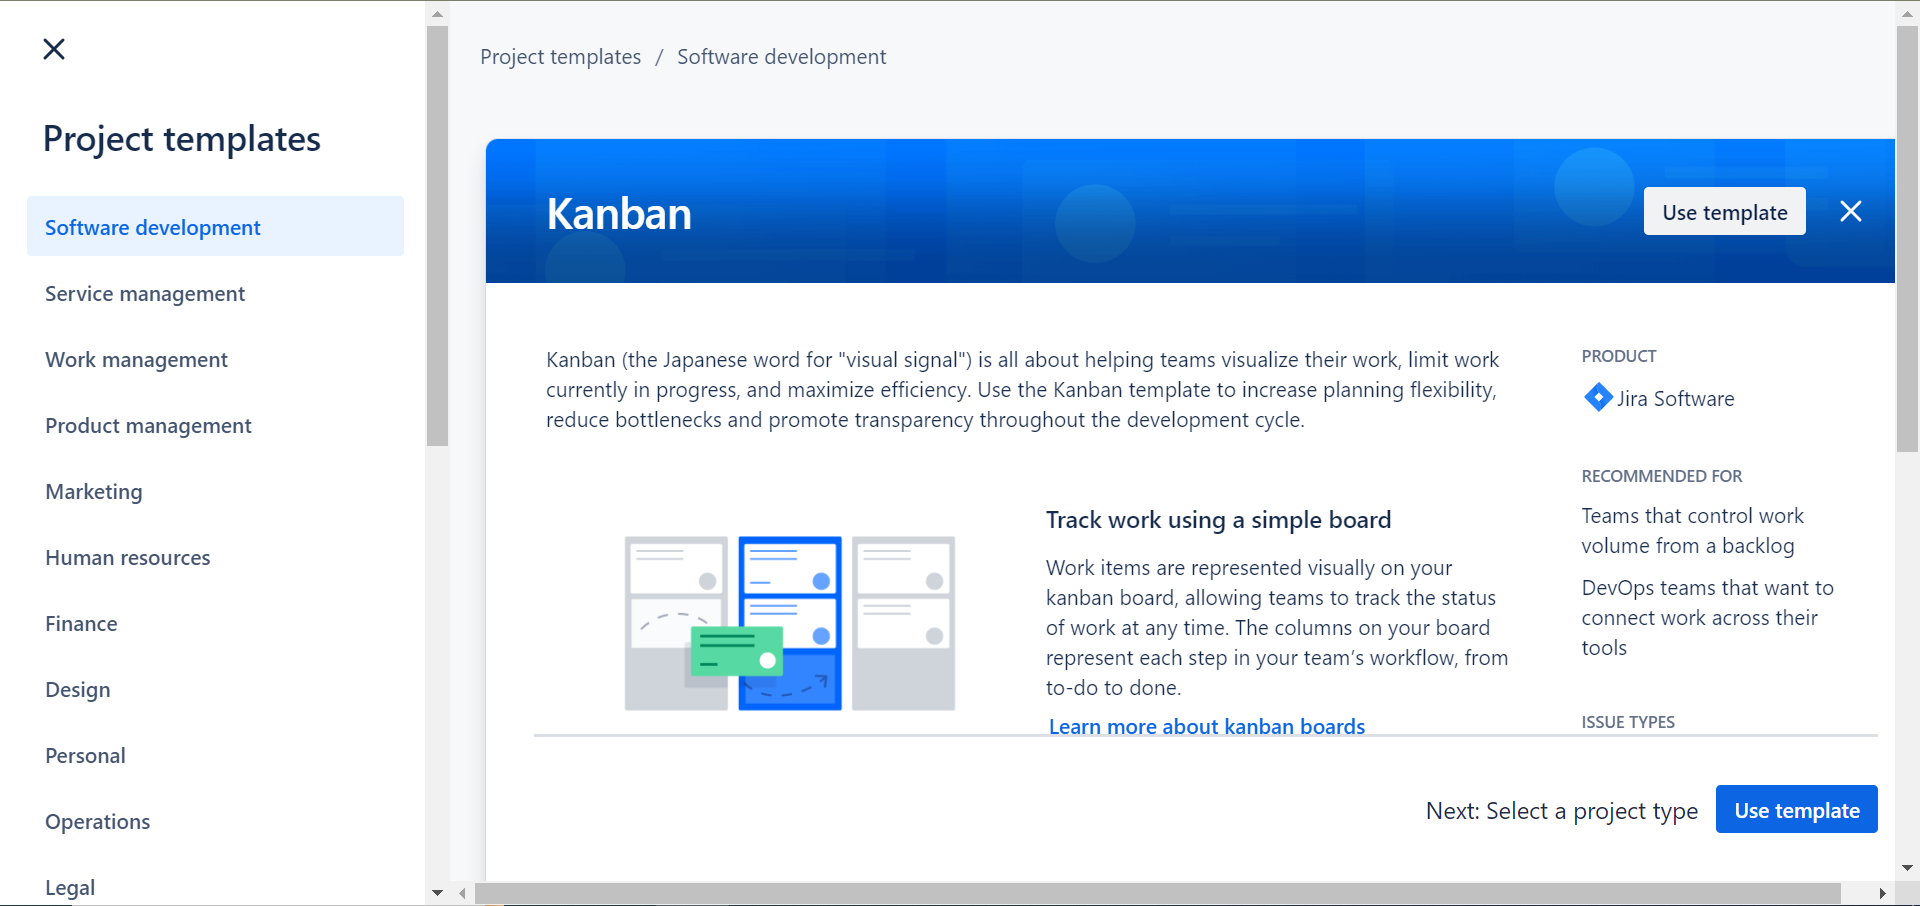 Project templates
Software development
Service management
Work management
Product management
Marketing
Human resources
Finance
Design
Personal
Operations
Legal
Project templates / Software development
Kanban
Use template
Kanban (the Japanese word for "visual signal") is all about helping teams visualize their work, limit work
currently in progress, and maximize efficiency. Use the Kanban template to increase planning flexibility,
reduce bottlenecks and promote transparency throughout the development cycle.
Track work using a simple board
Work items are represented visually on your
kanban board, allowing teams to track the status
of work at any time. The columns on your board
represent each step in your team’s workflow, from
to-do to done.
Learn more about kanban boards
PRODUCT
Jira Software
RECOMMENDED FOR
Teams that control work
volume from a backlog
DevOps teams that want to
connect work across their
tools
ISSUE TYPES
Next: Select a project type
Use template